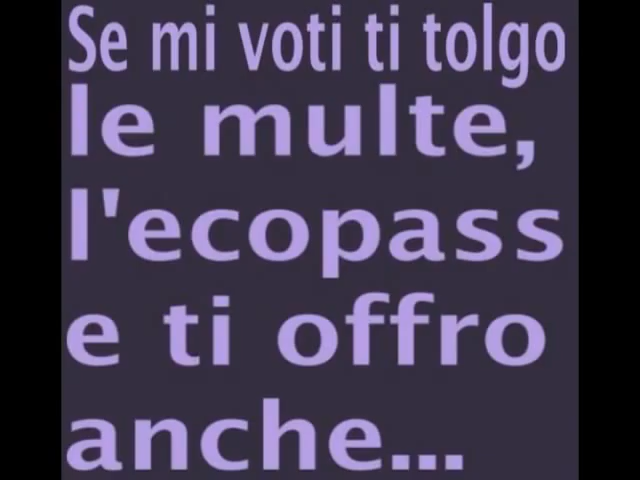 Se mi voti ti tolgo
le multe,
l'ecopass
e ti offro
anche...